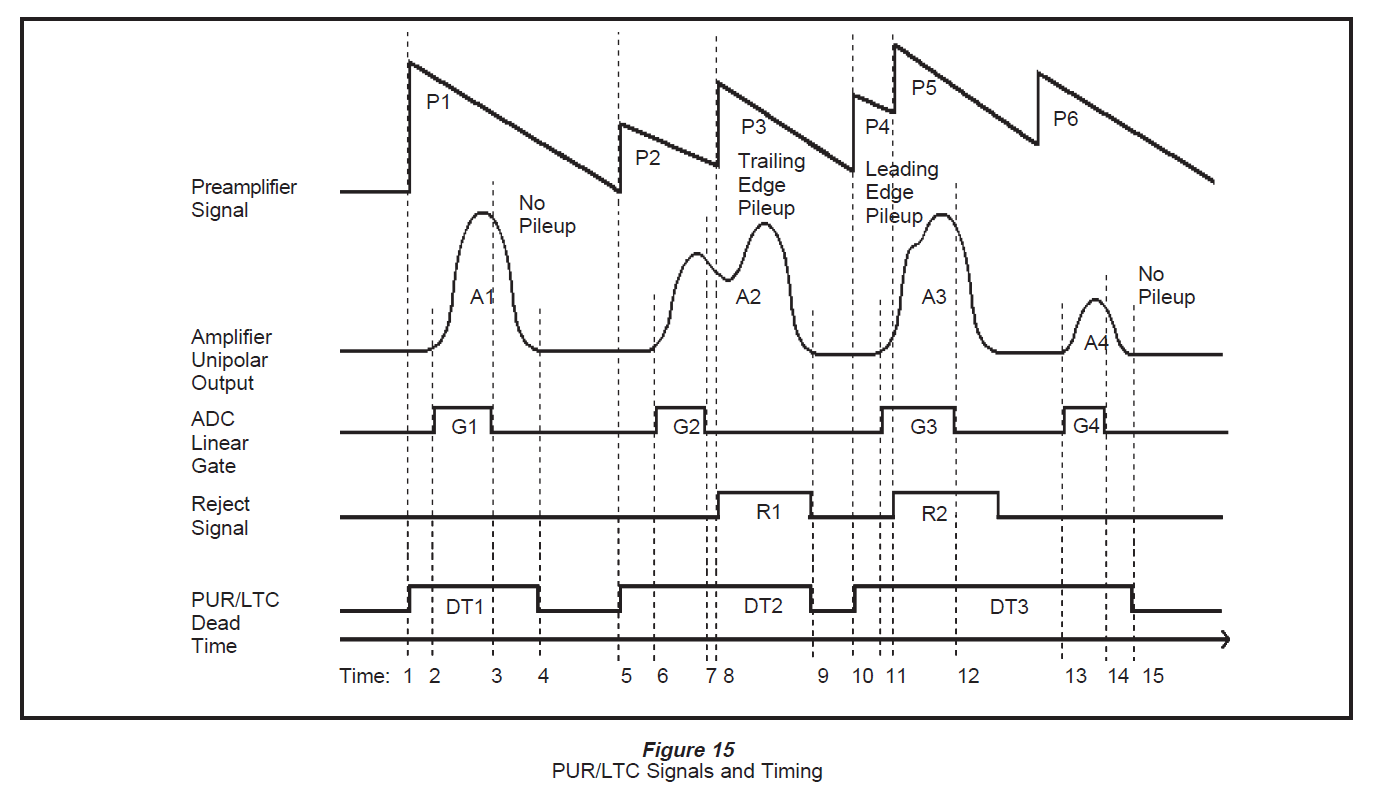 P1
P2
P3
P4
P5
P6
Preamplifier
Signal
No
Pileup
Trailing
Edge
Pileup
Leading
Edge
Pileup
No
Pileup
A1
A2
A3
A4
Amplifier
Unipolar
Output
ADC
Linear
Gate
G1
G2
G3
G4
Reject
Signal
R1
R2
PUR/LTC
Dead
Time
DT1
DT2
DT3
Time: 1 2 3 4 5 6 7 8 9 10 11 12 13 14 15
Figure 15
PUR/LTC Signals and Timing